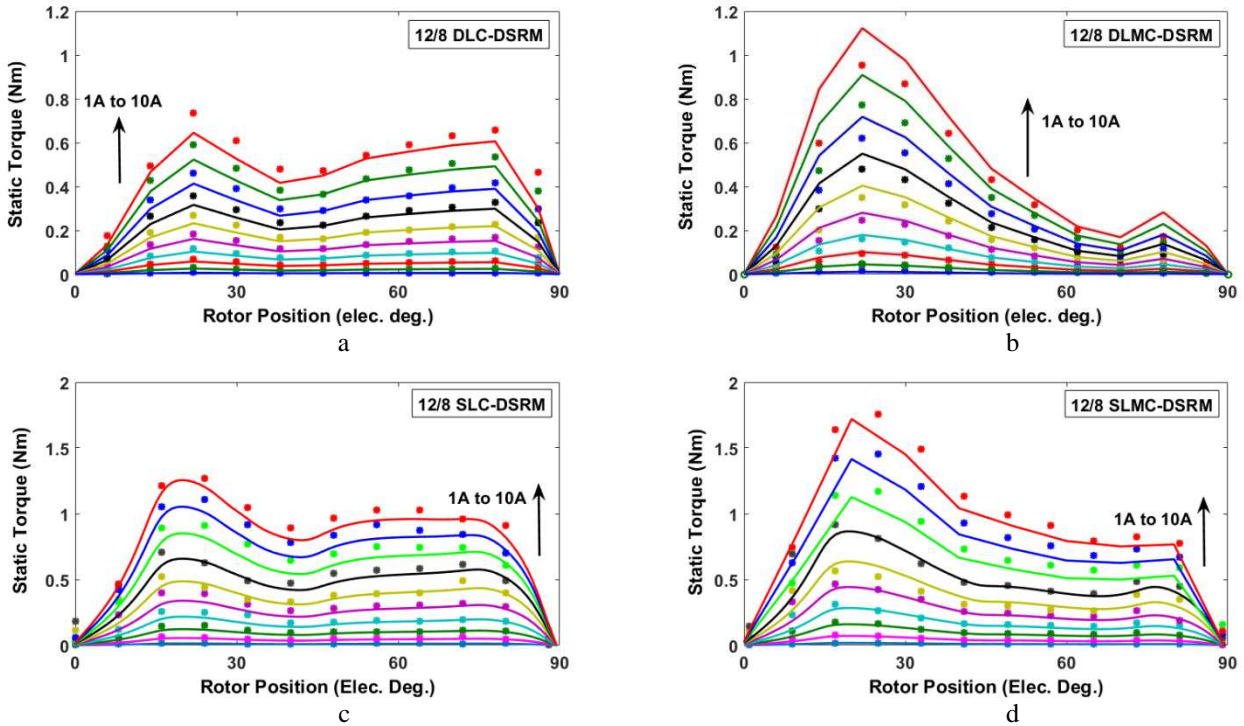 12/8 DLC-DSRM
Static Torque (Nm)
1.2
1
0.8
0.6
0.4
0.2
0
1A to 10A
0
30
60
90
Rotor Position (elec. deg.)
a
12/8 DLMC-DSRM
Static Torque (Nm)
1.2
1
0.8
0.6
0.4
0.2
0
1A to 10A
0
30
60
90
Rotor Position (elec. deg.)
b
12/8 SLC-DSRM
Static Torque (Nm)
2
1.5
1
0.5
0
1A to 10A
0
30
60
90
Rotor Position (Elec. Deg.)
c
12/8 SLMC-DSRM
Static Torque (Nm)
2
1.5
1
0.5
0
1A to 10A
0
30
60
90
Rotor Position (Elec. Deg.)
d